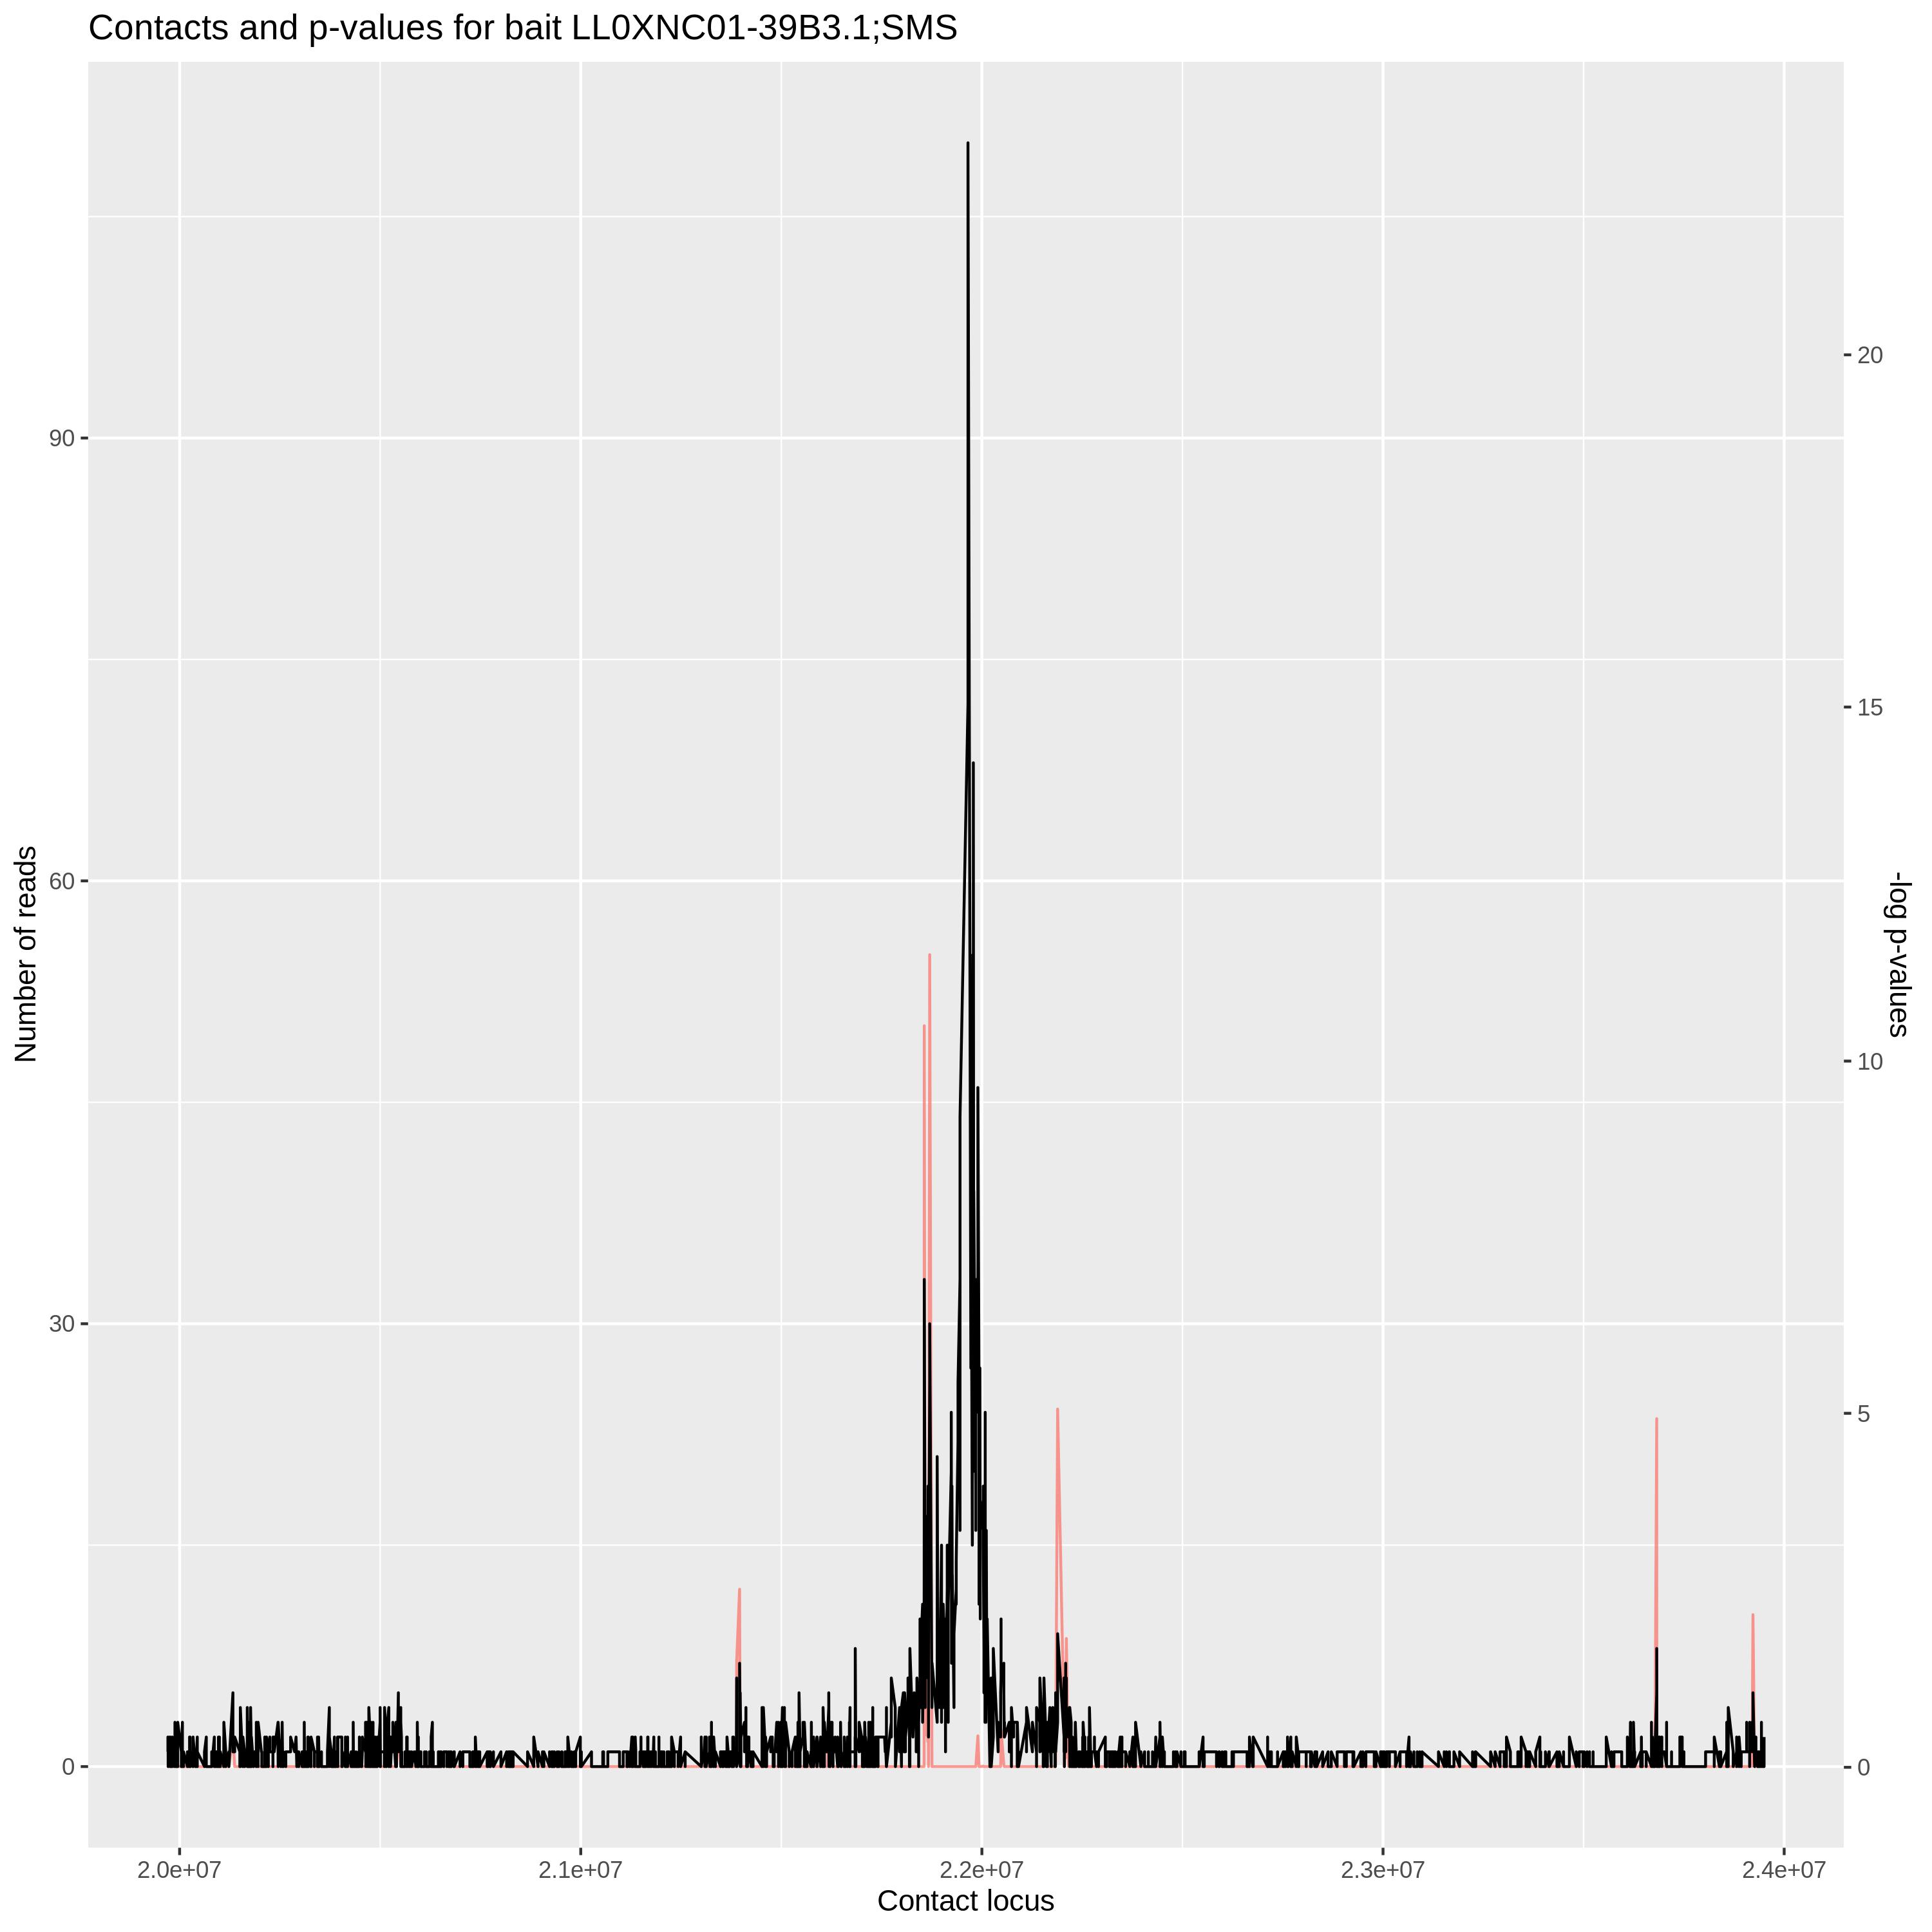 Contacts and p-values for bait LL0XNC01-39B3.1;SMS
Number of reads
90
60
30
0
20
15
10
5
0
-log p-values
2.0e+07 2.1e+07 2.2e+07 2.3e+07 2.4e+07
Contact locus